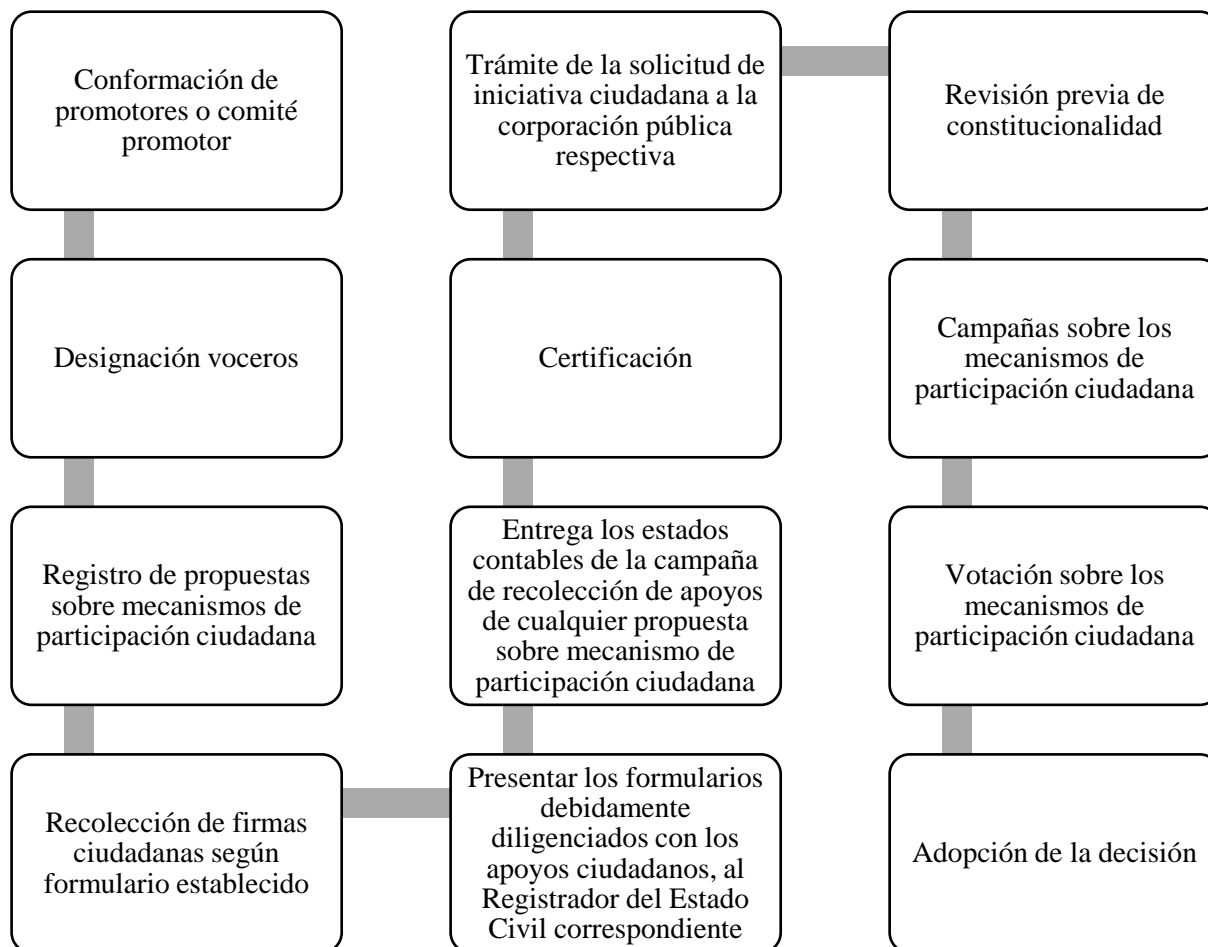 Conformación de
promotores o comité
promotor
Designación voceros
Registro de propuestas
sobre mecanismos de
participación ciudadana
Recolección de firmas
ciudadanas según
formulario establecido
Presentar los formularios
debidamente
diligenciados con los
apoyos ciudadanos, al
Registrador del Estado
Civil correspondiente
Entrega los estados
contables de la campaña
de recolección de apoyos
de cualquier propuesta
sobre mecanismo de
participación ciudadana
Certificación
Trámite de la solicitud de
iniciativa ciudadana a la
corporación pública
respectiva
Revisión previa de
constitucionalidad
Campañas sobre los
mecanismos de
participación ciudadana
Votación sobre los
mecanismos de
participación ciudadana
Adopción de la decisión